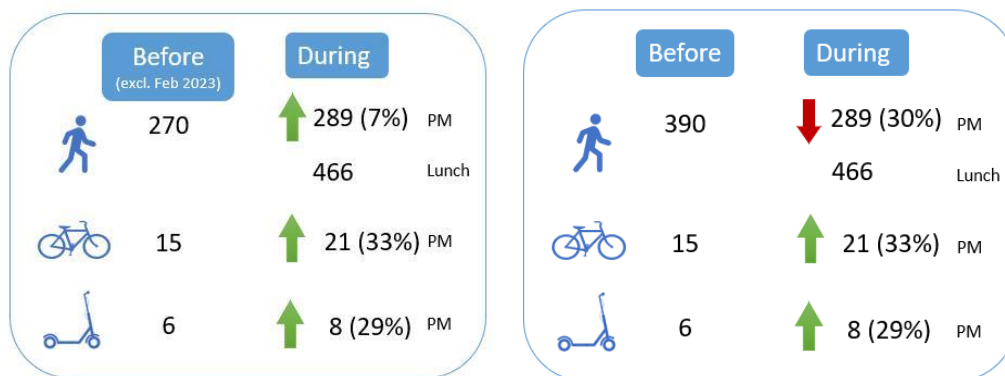 Before
(excl. Feb 2023)
During
270
289 (7%) PM
466 Lunch
15
21 (33%) PM
6
8 (29%) PM
Before
During
390
289 (30%) PM
466 Lunch
15
21 (33%) PM
6
8 (29%) PM